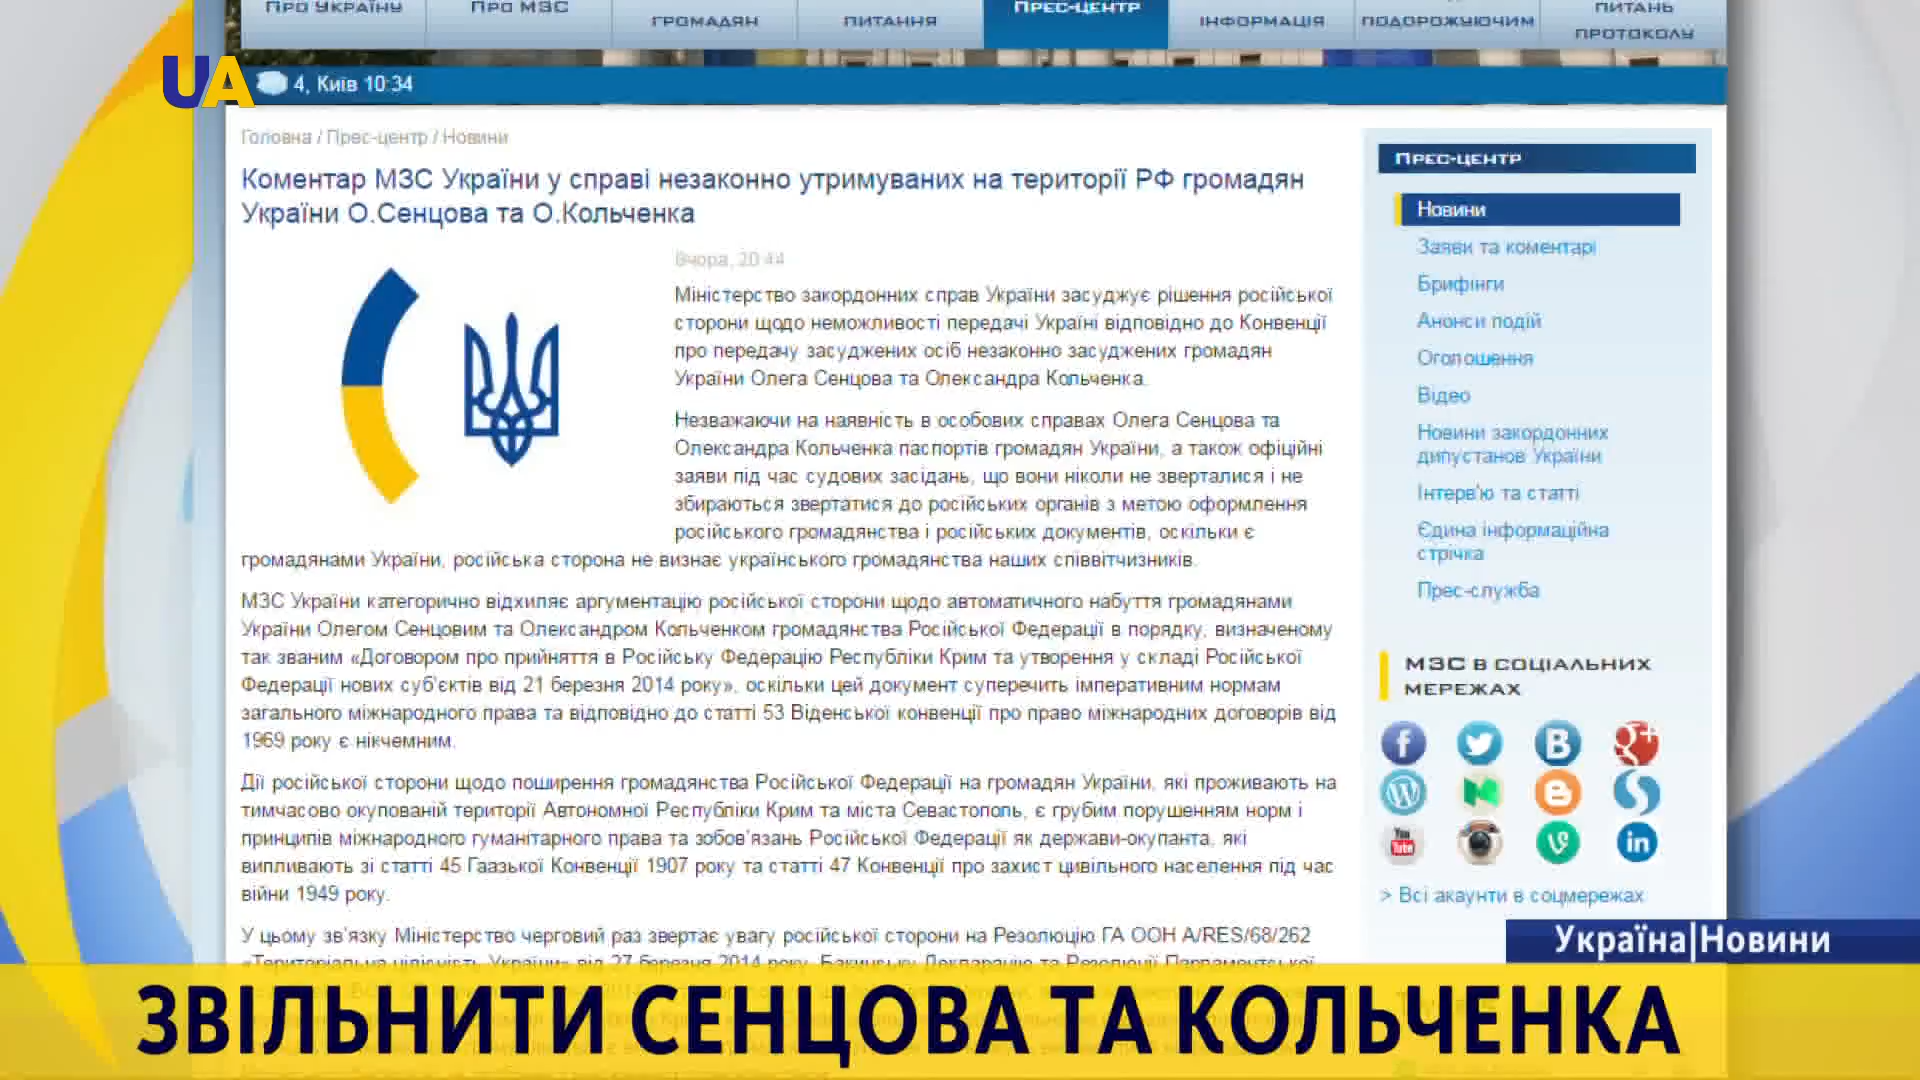 Про Україну
Про МЗС
громадян
питання
Прес-центр
інформація
подорожуючим
питань
протоколу
UA
4, Київ 10:34
Головна / Прес-центр / Новини
Коментар МЗС України у справі незаконно утримуваних на території РФ громадян
України О.Сенцова та О.Кольченка
Вчора, 20:44
Міністерство закордонних справ України засуджує рішення російської
сторони щодо неможливості передачі Україні відповідно до Конвенції
про передачу засуджених осіб незаконно засуджених громадян
України Олега Сенцова та Олександра Кольченка.
Незважаючи на наявність в особових справах Олега Сенцова та
Олександра Кольченка паспортів громадян України, а також офіційні
заяви під час судових засідань, що вони ніколи не зверталися і не
збираються звертатися до російських органів з метою оформлення
російського громадянства і російських документів, оскільки є
громадянами України, російська сторона не визнає українського громадянства наших співвітчизників.
МЗС України категорично відхиляє аргументацію російської сторони щодо автоматичного набуття громадянами
України Олегом Сенцовим та Олександром Кольченком громадянства Російської Федерації в порядку, визначеному
так званим «Договором про прийняття в Російську Федерацію Республіки Крим та утворення у складі Російської
Федерації нових суб'єктів від 21 березня 2014 року», оскільки цей документ суперечить імперативним нормам
загального міжнародного права та відповідно до статті 53 Віденської конвенції про право міжнародних договорів від
1969 року є нікчемним.
Дії російської сторони щодо поширення громадянства Російської Федерації на громадян України, які проживають на
тимчасово окупованій території Автономної Республіки Крим та міста Севастополь, є грубим порушенням норм і
принципів міжнародного гуманітарного права та зобов'язань Російської Федерації як держави-окупанта, які
випливають зі статті 45 Гаазької Конвенції 1907 року та статті 47 Конвенції про захист цивільного населення під час
війни 1949 року.
У цьому зв'язку Міністерство черговий раз звертає увагу російської сторони на Резолюцію ГА ООН A/RES/68/262
«Територіальна цілісність України» від 27 березня 2014 року, Бакинську Декларацію та Резолюції Парламентської
Прес-центр
Новини
Заяви та коментарі
Брифінги
Анонси подій
Оголошення
Відео
Новини закордонних
дипустанов України
Інтерв'ю та статті
Єдина інформаційна
стрічка
Прес-служба
МЗС в соціальних
мережах
You
Tube
> Всі акаунти в соцмережах
Україна|Новини
ЗВІЛЬНИТИ СЕНЦОВА ТА КОЛЬЧЕНКА